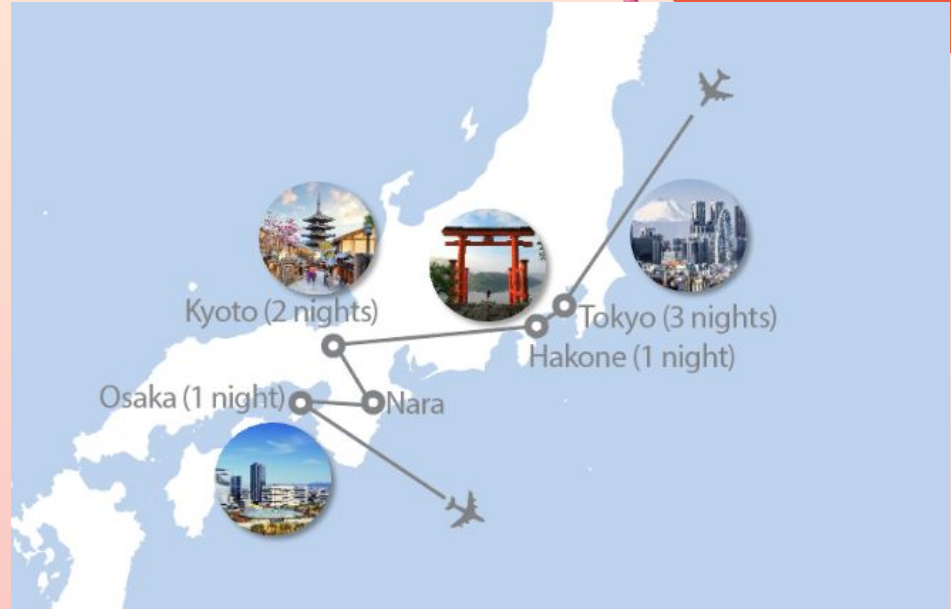 Kyoto (2 nights)
Tokyo (3 nights)
Hakone (1 night)
Osaka (1 night)
Nara